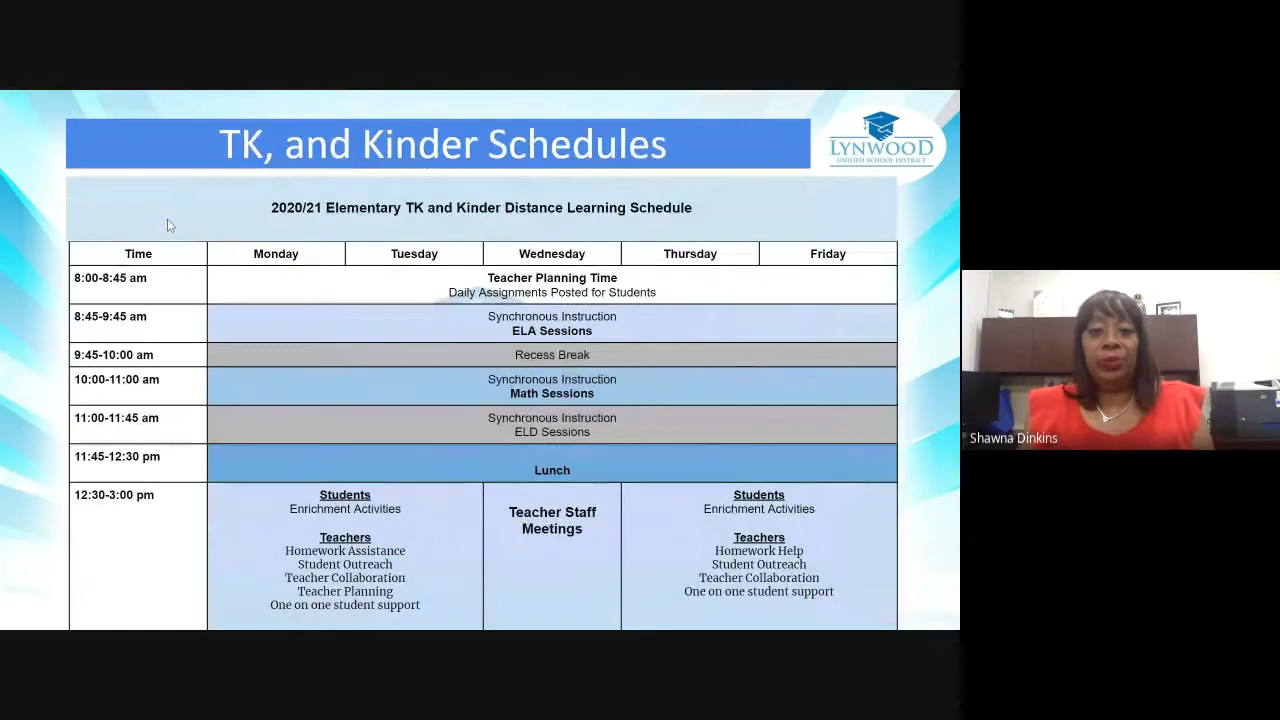 TK, and Kinder Schedules
LYNWOOD
UNIFIED SCHOOL DISTRICT
2020/21 Elementary TK and Kinder Distance Learning Schedule
Time Monday Tuesday Wednesday Thursday Friday
8:00-8:45 am
Teacher Planning Time
Daily Assignments Posted for Students
8:45-9:45 am
Synchronous Instruction
ELA Sessions
9:45-10:00 am
Recess Break
10:00-11:00 am
Synchronous Instruction
Math Sessions
11:00-11:45 am
Synchronous Instruction
ELD Sessions
11:45-12:30 pm
Lunch
12:30-3:00 pm
Students
Enrichment Activities
Teachers
Homework Assistance
Student Outreach
Teacher Collaboration
Teacher Planning
One on one student support
Teacher Staff
Meetings
Students
Enrichment Activities
Teachers
Homework Help
Student Outreach
Teacher Collaboration
One on one student support
Shawna Dinkins